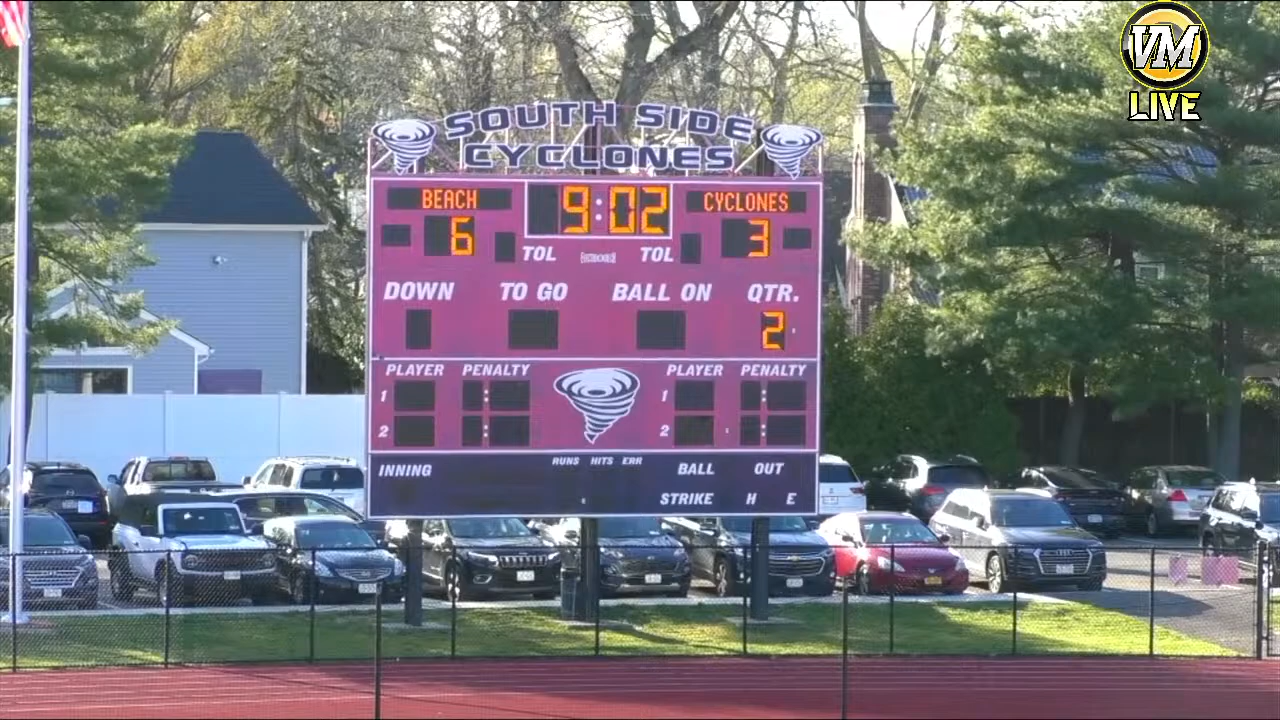 VM
LIVE
SOUTH SIDE
CYCLONES
BEACH 9:02 CYCLONES
6 TOL TOL 3
DOWN TO GO BALL ON QTR.
2
PLAYER PENALTY PLAYER PENALTY
1 1
2 2
INNING RUNS HITS ERR BALL OUT
STRIKE H E